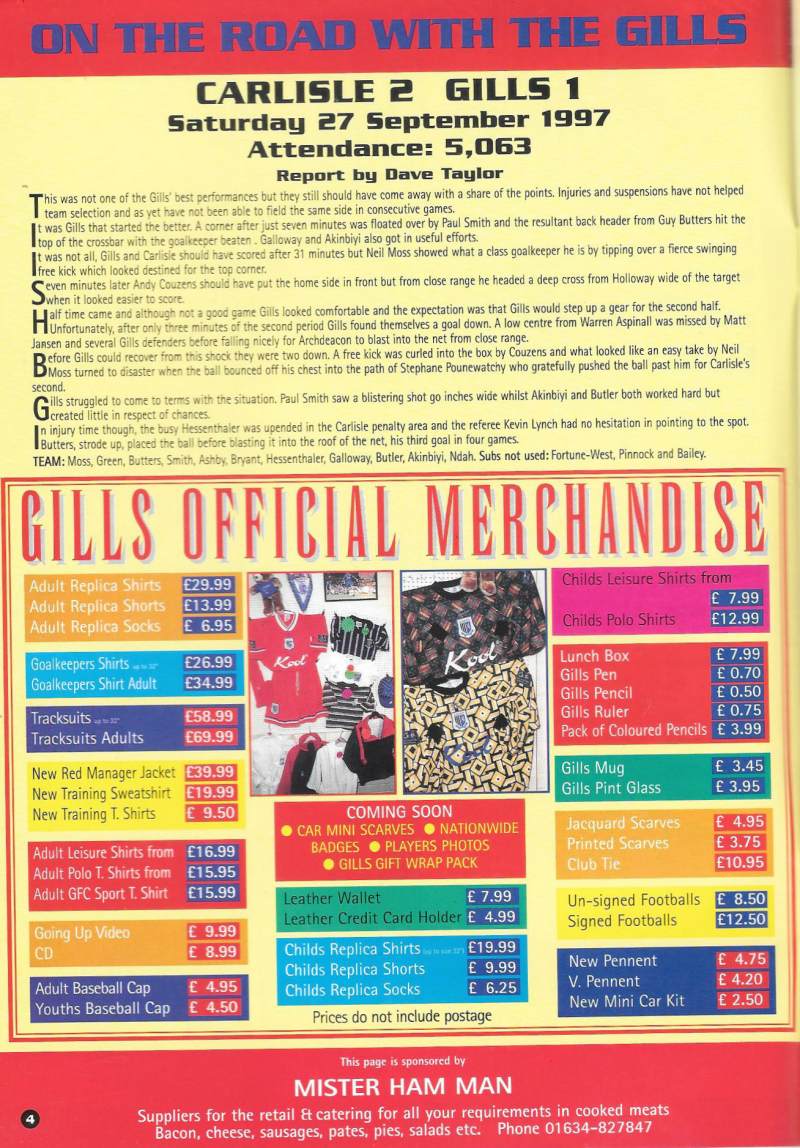 ON THE ROAD WITH THE GILLS
CARLISLE 2 GILLS 1
Saturday 27 September 1997
Attendance: 5,063
Report by Dave Taylor
This was not one of the Gills' best performances but they still should have come away with a share of the points. Injuries and suspensions have not helped
team selection and as yet have not been able to field the same side in consecutive games.
It was Gills that started the better. A corner after just seven minutes was floated over by Paul Smith and the resultant back header from Guy Butters hit the
top of the crossbar with the goalkeeper beaten . Galloway and Akinbiyi also got in useful efforts.
It was not all, Gills and Carlisle should have scored after 31 minutes but Neil Moss showed what a class goalkeeper he is by tipping over a fierce swinging
free kick which looked destined for the top corner.
Seven minutes later Andy Couzens should have put the home side in front but from close range he headed a deep cross from Holloway wide of the target
when it looked easier to score.
Half time came and although not a good game Gills looked comfortable and the expectation was that Gills would step up a gear for the second half.
Unfortunately, after only three minutes of the second period Gills found themselves a goal down. A low centre from Warren Aspinall was missed by Matt
Jansen and several Gills defenders before falling nicely for Archdeacon to blast into the net from close range.
Before Gills could recover from this shock they were two down. A free kick was curled into the box by Couzens and what looked like an easy take by Neil
Moss turned to disaster when the ball bounced off his chest into the path of Stephane Pounewatchy who gratefully pushed the ball past him for Carlisle's
second.
Gills struggled to come to terms with the situation. Paul Smith saw a blistering shot go inches wide whilst Akinbiyi and Butler both worked hard but
created little in respect of chances.
In injury time though, the busy Hessenthaler was upended in the Carlisle penalty area and the referee Kevin Lynch had no hesitation in pointing to the spot.
Butters, strode up, placed the ball before blasting it into the roof of the net, his third goal in four games.
TEAM: Moss, Green, Butters, Smith, Ashby, Bryant, Hessenthaler, Galloway, Butler, Akinbiyi, Ndah. Subs not used: Fortune-West, Pinnock and Bailey.
GILLS OFFICIAL MERCHANDISE
Adult Replica Shirts £29.99
Adult Replica Shorts £13.99
Adult Replica Socks £ 6.95
Goalkeepers Shirts up to 32" £26.99
Goalkeepers Shirt Adult £34.99
Tracksuits up to 32" £58.99
Tracksuits Adults £69.99
New Red Manager Jacket £39.99
New Training Sweatshirt £19.99
New Training T. Shirts £ 9.50
Adult Leisure Shirts from £16.99
Adult Polo T. Shirts from £15.95
Adult GFC Sport T. Shirt £15.99
Going Up Video £ 9.99
CD £ 8.99
Adult Baseball Cap £ 4.95
Youths Baseball Cap £ 4.50
Kool
Kool
Kool
COMING SOON
● CAR MINI SCARVES ● NATIONWIDE
BADGES ● PLAYERS PHOTOS
● GILLS GIFT WRAP PACK
Leather Wallet £ 7.99
Leather Credit Card Holder £ 4.99
Childs Replica Shirts (up to size 32") £19.99
Childs Replica Shorts £ 9.99
Childs Replica Socks £ 6.25
Prices do not include postage
Childs Leisure Shirts from
£ 7.99
Childs Polo Shirts £12.99
Lunch Box £ 7.99
Gills Pen £ 0.70
Gills Pencil £ 0.50
Gills Ruler £ 0.75
Pack of Coloured Pencils £ 3.99
Gills Mug £ 3.45
Gills Pint Glass £ 3.95
Jacquard Scarves £ 4.95
Printed Scarves £ 3.75
Club Tie £10.95
Un-signed Footballs £ 8.50
Signed Footballs £12.50
New Pennent £ 4.75
V. Pennent £ 4.20
New Mini Car Kit £ 2.50
This page is sponsored by
MISTER HAM MAN
Suppliers for the retail & catering for all your requirements in cooked meats
Bacon, cheese, sausages, pates, pies, salads etc. Phone 01634-827847
4